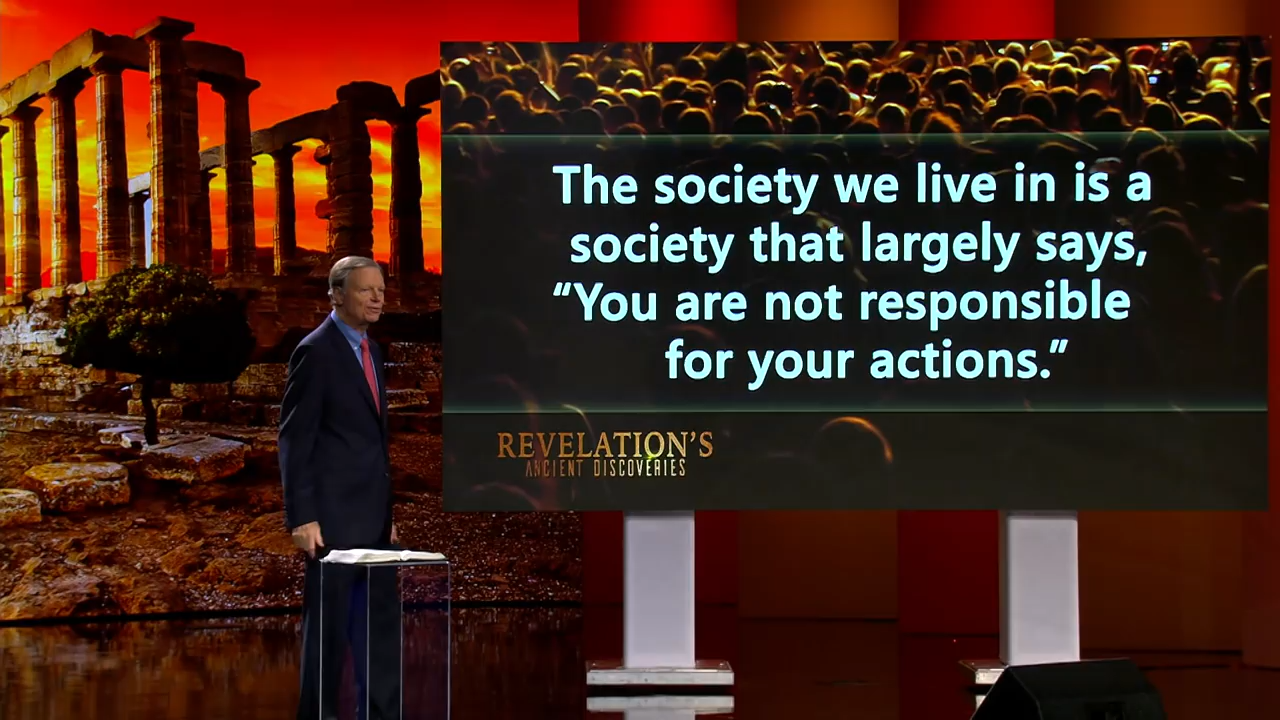 The society we live in is a
society that largely says,
“You are not responsible
for your actions.”
REVELATION'S
ANCIENT DISCOVERIES